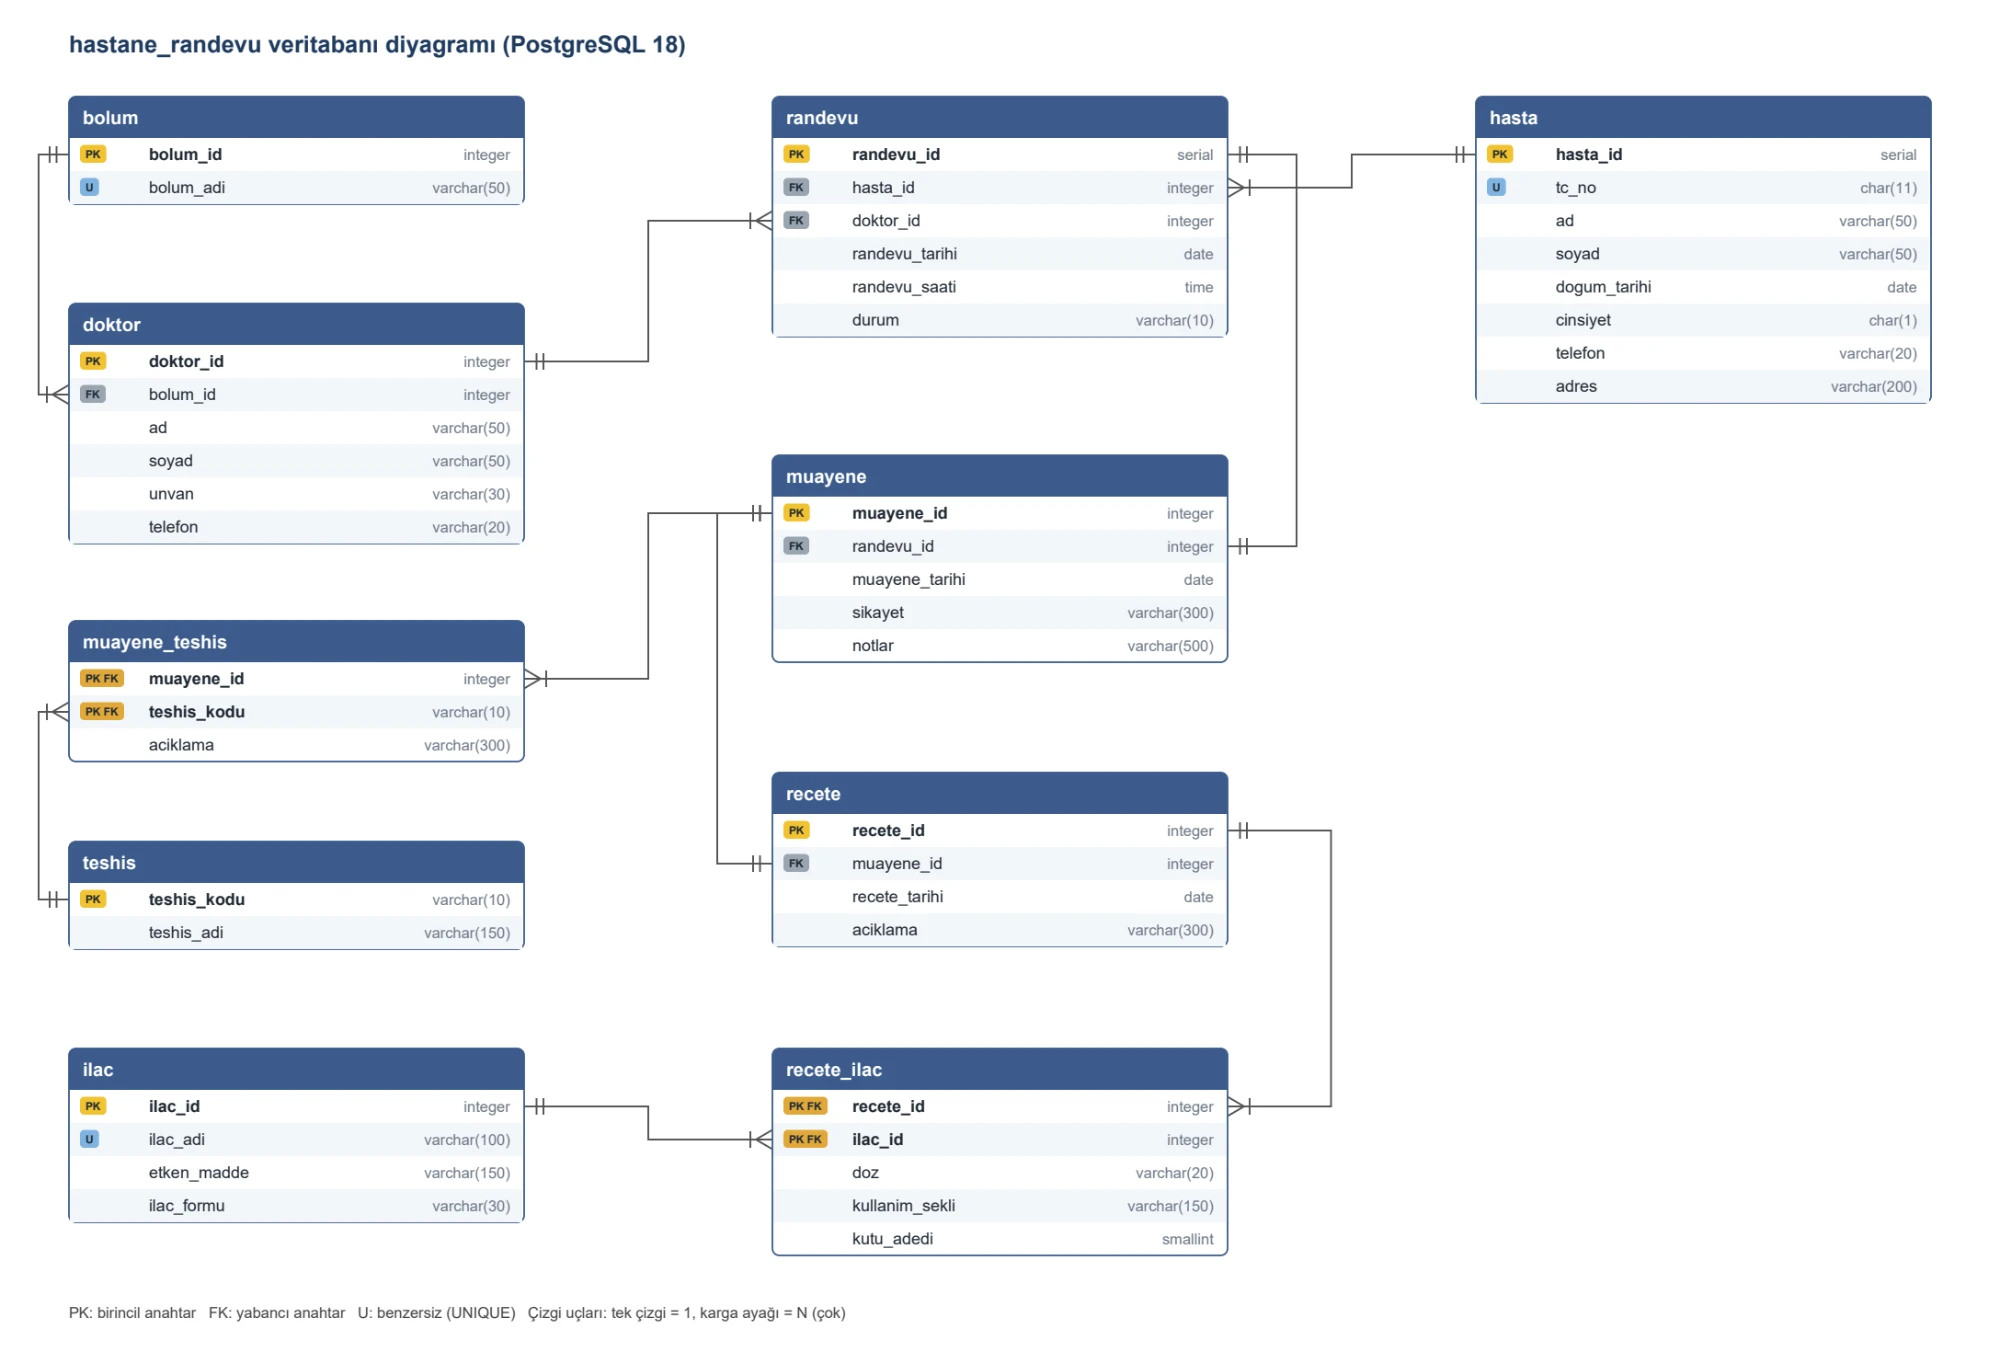 hastane_randevu veritabanı diyagramı (PostgreSQL 18)
bolum
PK bolum_id integer
U bolum_adi varchar(50)
doktor
PK doktor_id integer
FK bolum_id integer
ad varchar(50)
soyad varchar(50)
unvan varchar(30)
telefon varchar(20)
muayene_teshis
PK FK muayene_id integer
PK FK teshis_kodu varchar(10)
aciklama varchar(300)
teshis
PK teshis_kodu varchar(10)
teshis_adi varchar(150)
ilac
PK ilac_id integer
U ilac_adi varchar(100)
etken_madde varchar(150)
ilac_formu varchar(30)
randevu
PK randevu_id serial
FK hasta_id integer
FK doktor_id integer
randevu_tarihi date
randevu_saati time
durum varchar(10)
muayene
PK muayene_id integer
FK randevu_id integer
muayene_tarihi date
sikayet varchar(300)
notlar varchar(500)
recete
PK recete_id integer
FK muayene_id integer
recete_tarihi date
aciklama varchar(300)
recete_ilac
PK FK recete_id integer
PK FK ilac_id integer
doz varchar(20)
kullanim_sekli varchar(150)
kutu_adedi smallint
hasta
PK hasta_id serial
U tc_no char(11)
ad varchar(50)
soyad varchar(50)
dogum_tarihi date
cinsiyet char(1)
telefon varchar(20)
adres varchar(200)
PK: birincil anahtar FK: yabancı anahtar U: benzersiz (UNIQUE) Çizgi uçları: tek çizgi = 1, karga ayağı = N (çok)